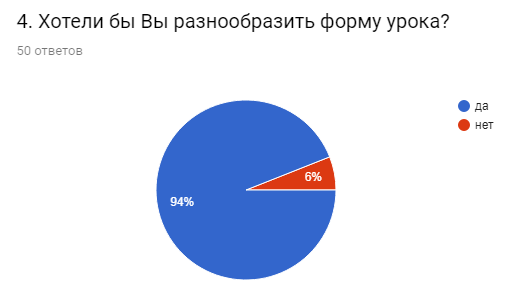 4. Хотели бы Вы разнообразить форму урока?
50 ответов
да
нет
6%
94%